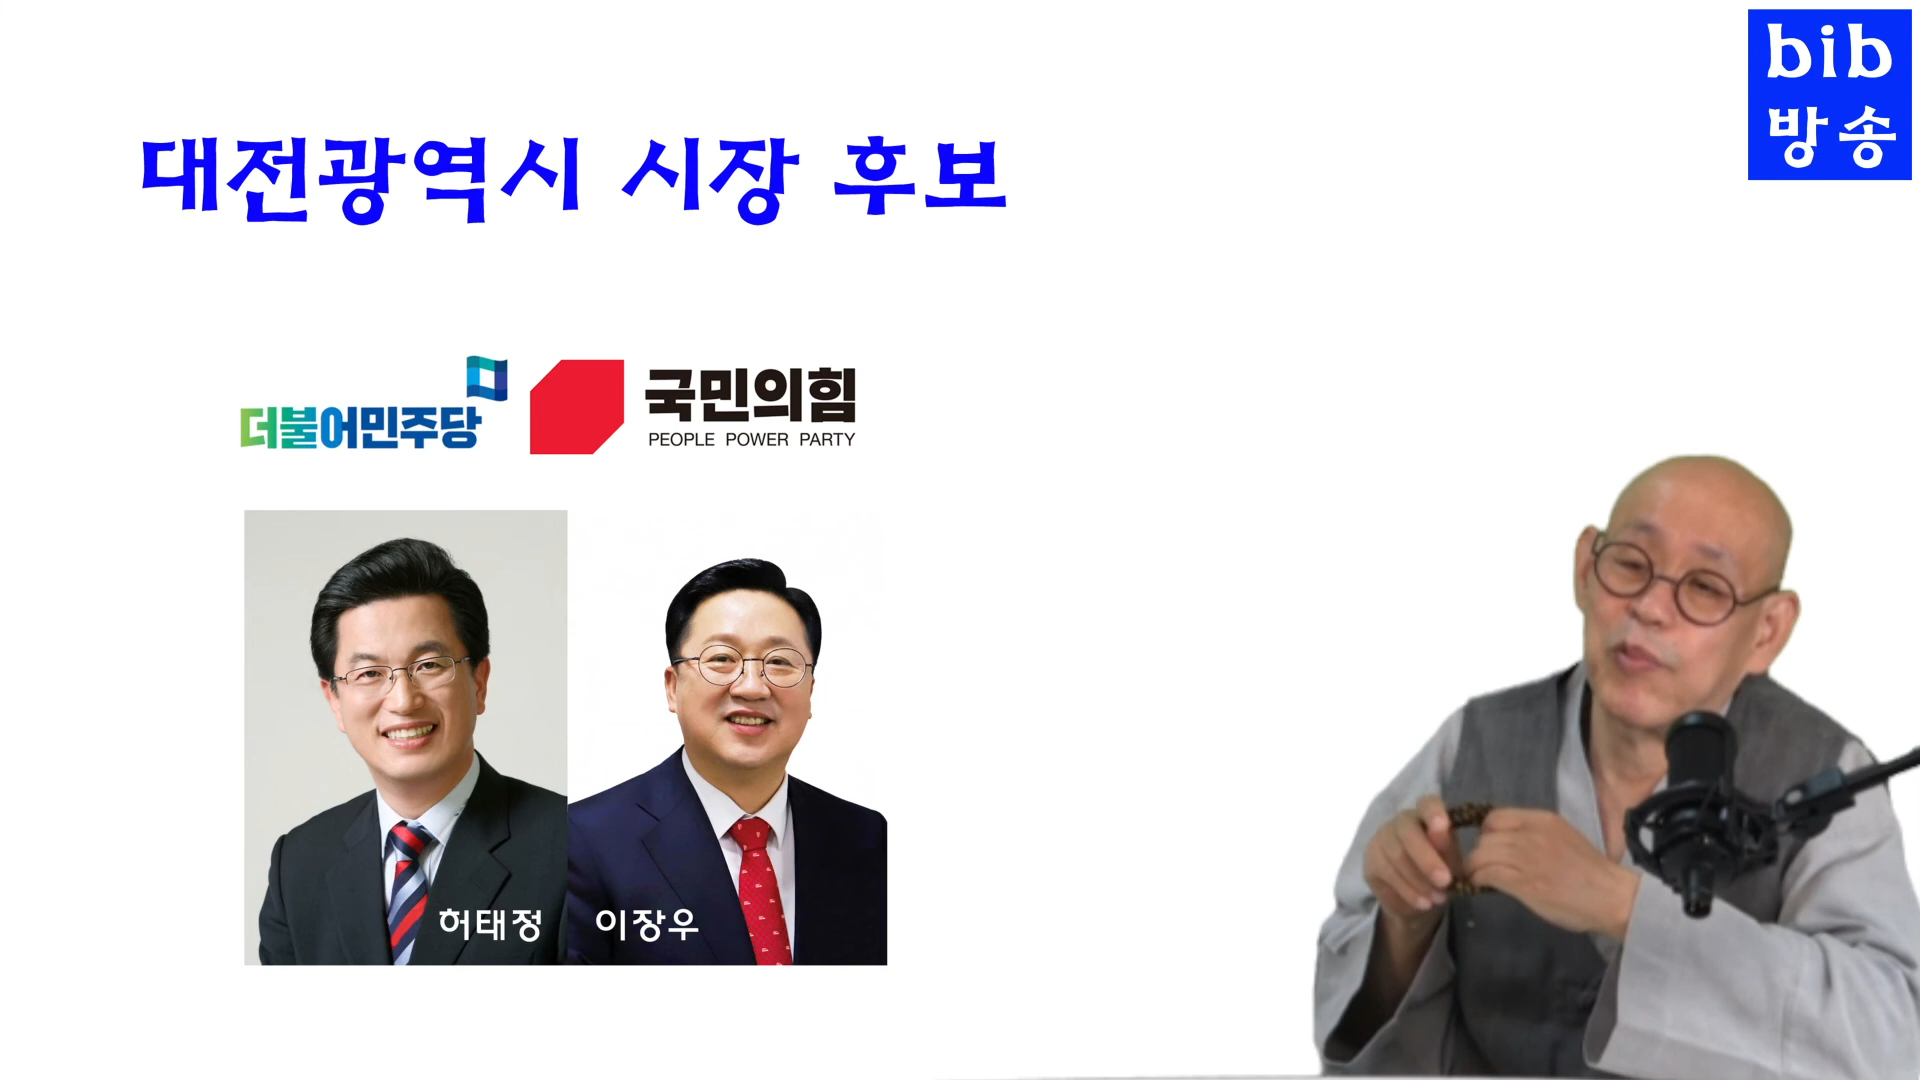 bib
방송
대전광역시 시장 후보
더불어민주당
국민의힘
PEOPLE POWER PARTY
허태정
이장우